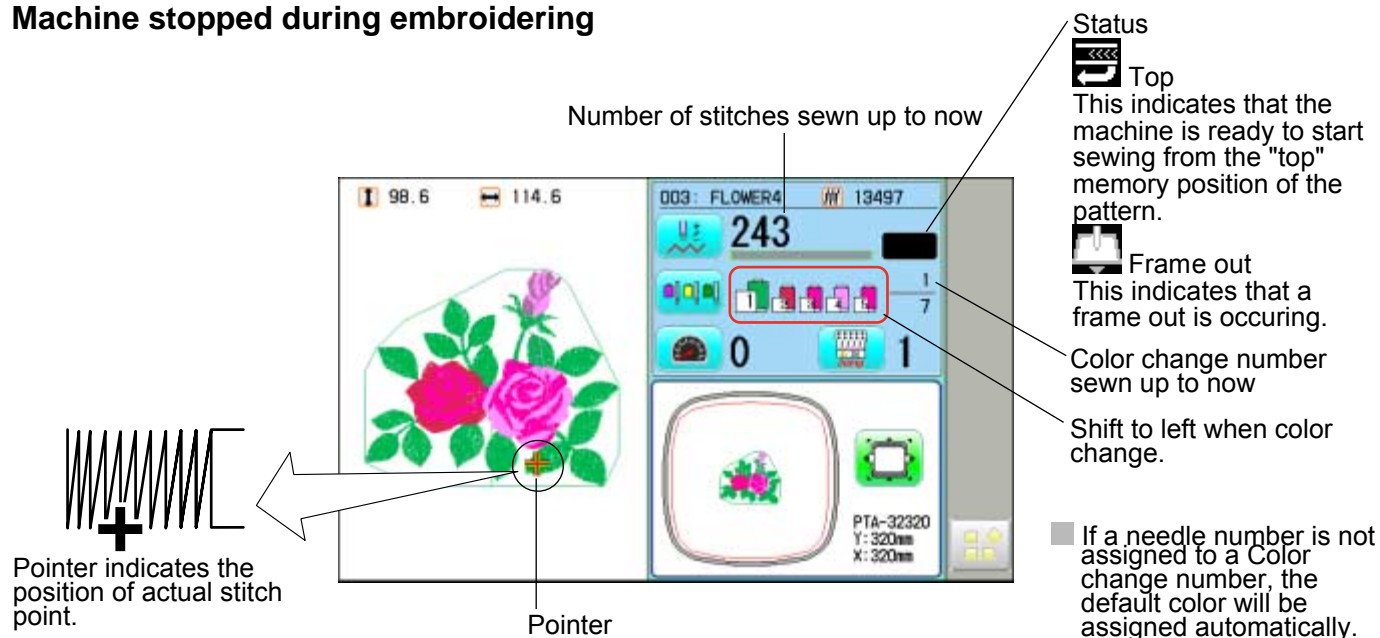 Machine stopped during embroidering
Status
Top
This indicates that the
machine is ready to start
sewing from the "top"
memory position of the
pattern.
Frame out
This indicates that a
frame out is occuring.
Color change number
sewn up to now
Shift to left when color
change.
If a needle number is not
assigned to a Color
change number, the
default color will be
assigned automatically.
Number of stitches sewn up to now
98.6 114.6
003: FLOWER4 13497
243
1 2 3 4 5
1
7
0 1
PTA-32320
Y:320mm
X:320mm
Pointer indicates the
position of actual stitch
point.
Pointer